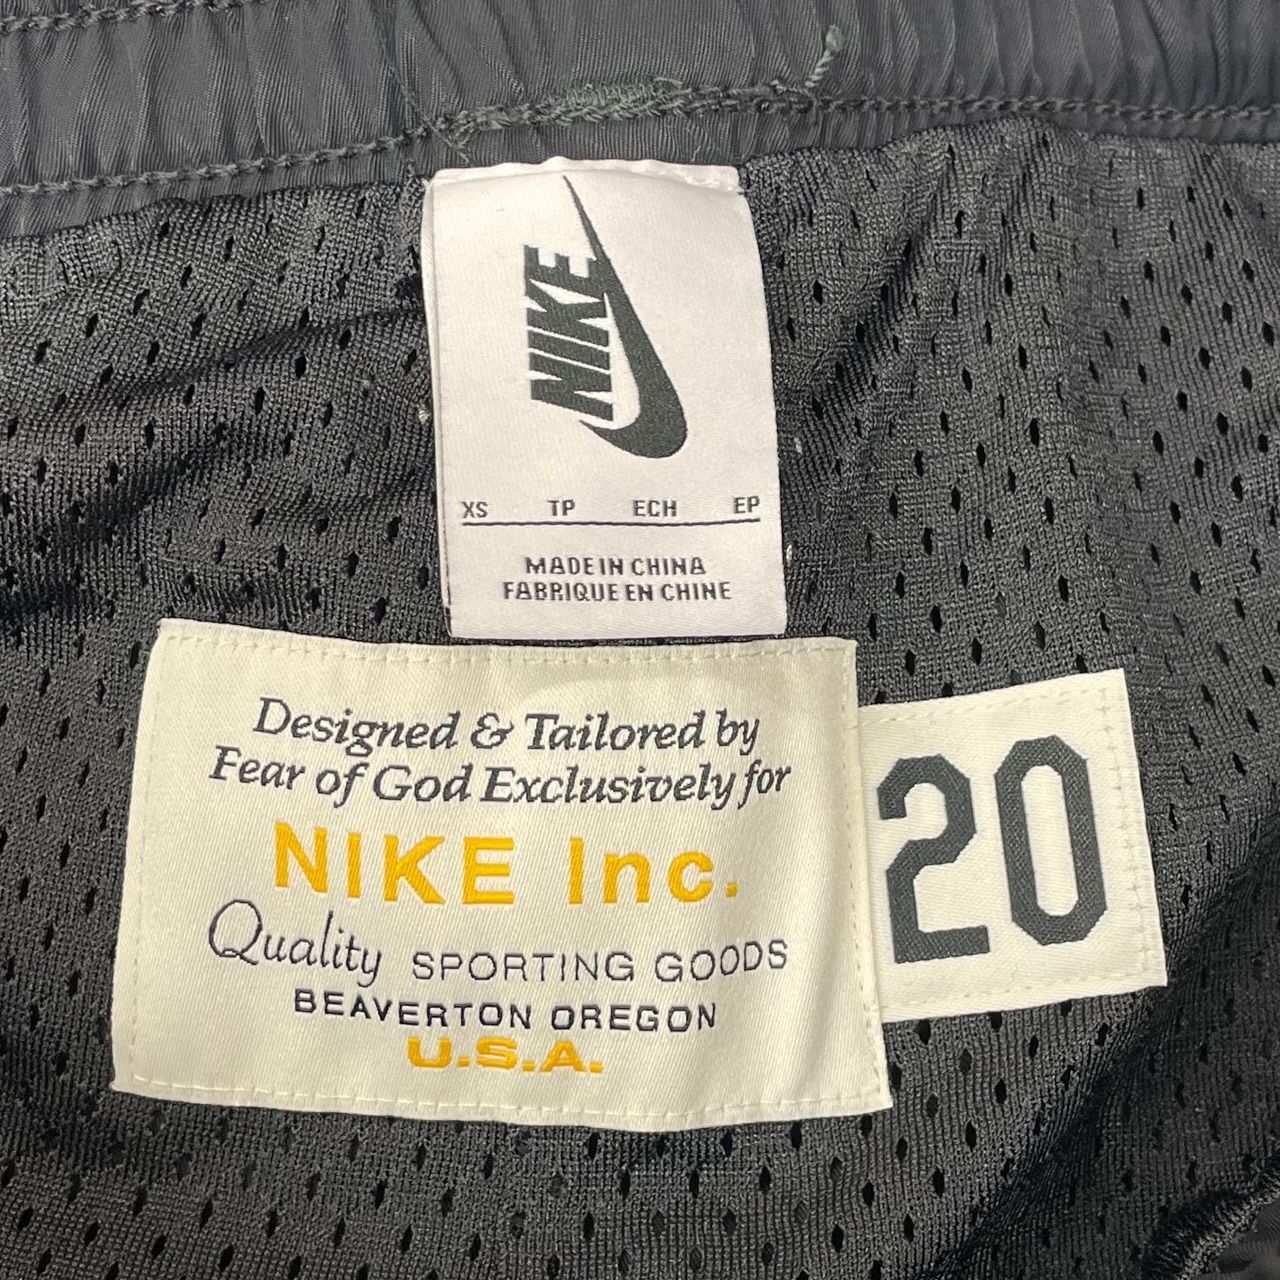 NIKE
XS TP ECH EP
MADE IN CHINA
FABRIQUE EN CHINE
Designed & Tailored by
Fear of God Exclusively for
NIKE Inc.
Quality SPORTING GOODS
BEAVERTON OREGON
U.S.A.
20